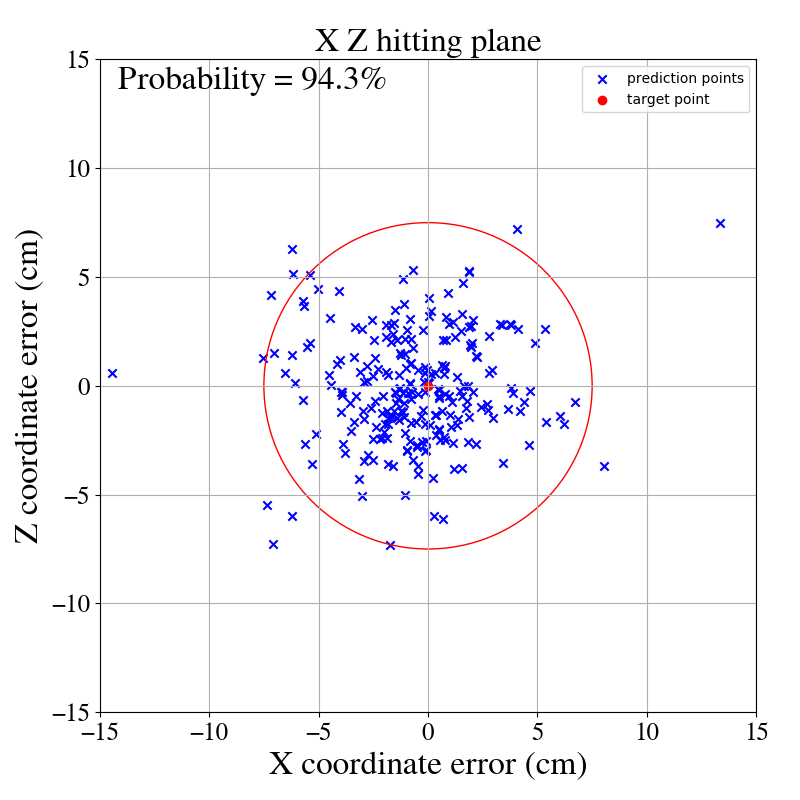 X Z hitting plane
Probability = 94.3%
prediction points
target point
Z coordinate error (cm)
15
10
5
0
−5
−10
−15
−15 −10 −5 0 5 10 15
X coordinate error (cm)